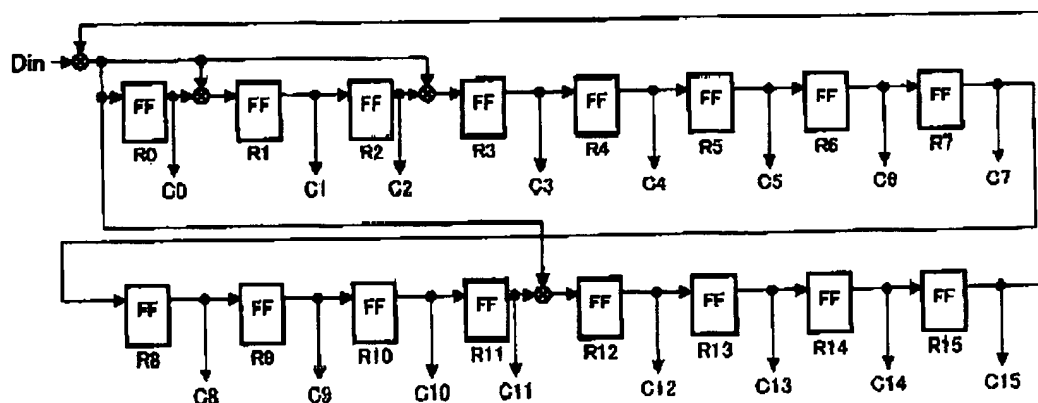 Din
FF FF FF FF FF FF FF FF
R0 R1 R2 R3 R4 R5 R6 R7
C0 C1 C2 C3 C4 C5 C6 C7
FF FF FF FF FF FF FF FF
R8 R9 R10 R11 R12 R13 R14 R15
C8 C9 C10 C11 C12 C13 C14 C15